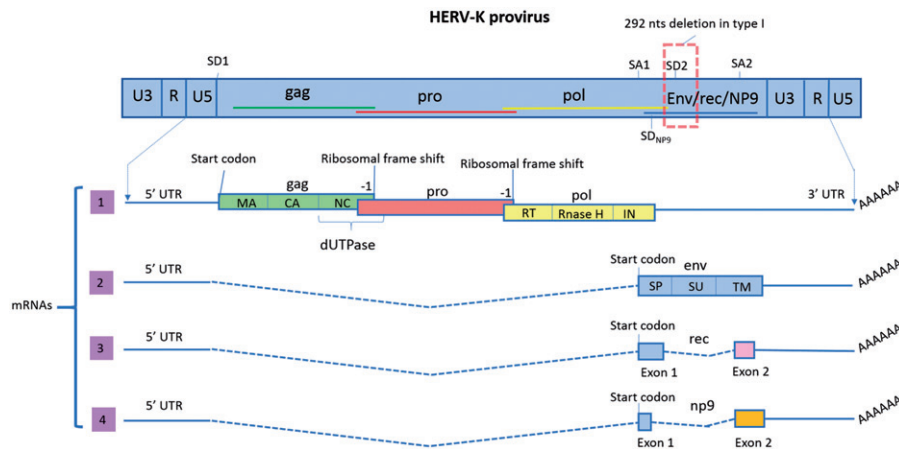 HERV-K provirus
292 nts deletion in type I
SD1
SA1
SD2
SA2
U3
R
U5
gag
pro
pol
Env/rec/NP9
U3
R
U5
SD NP9
Start codon
Ribosomal frame shift
Ribosomal frame shift
1
5' UTR
gag
-1
pro
-1
pol
3' UTR
AAAAAA
MA
CA
NC
RT
Rnase H
IN
dUTPase
mRNAs
2
5' UTR
Start codon
env
SP
SU
TM
AAAAAA
3
5' UTR
Start codon
rec
Exon 1
Exon 2
AAAAAA
4
5' UTR
Start codon
np9
Exon 1
Exon 2
AAAAAA